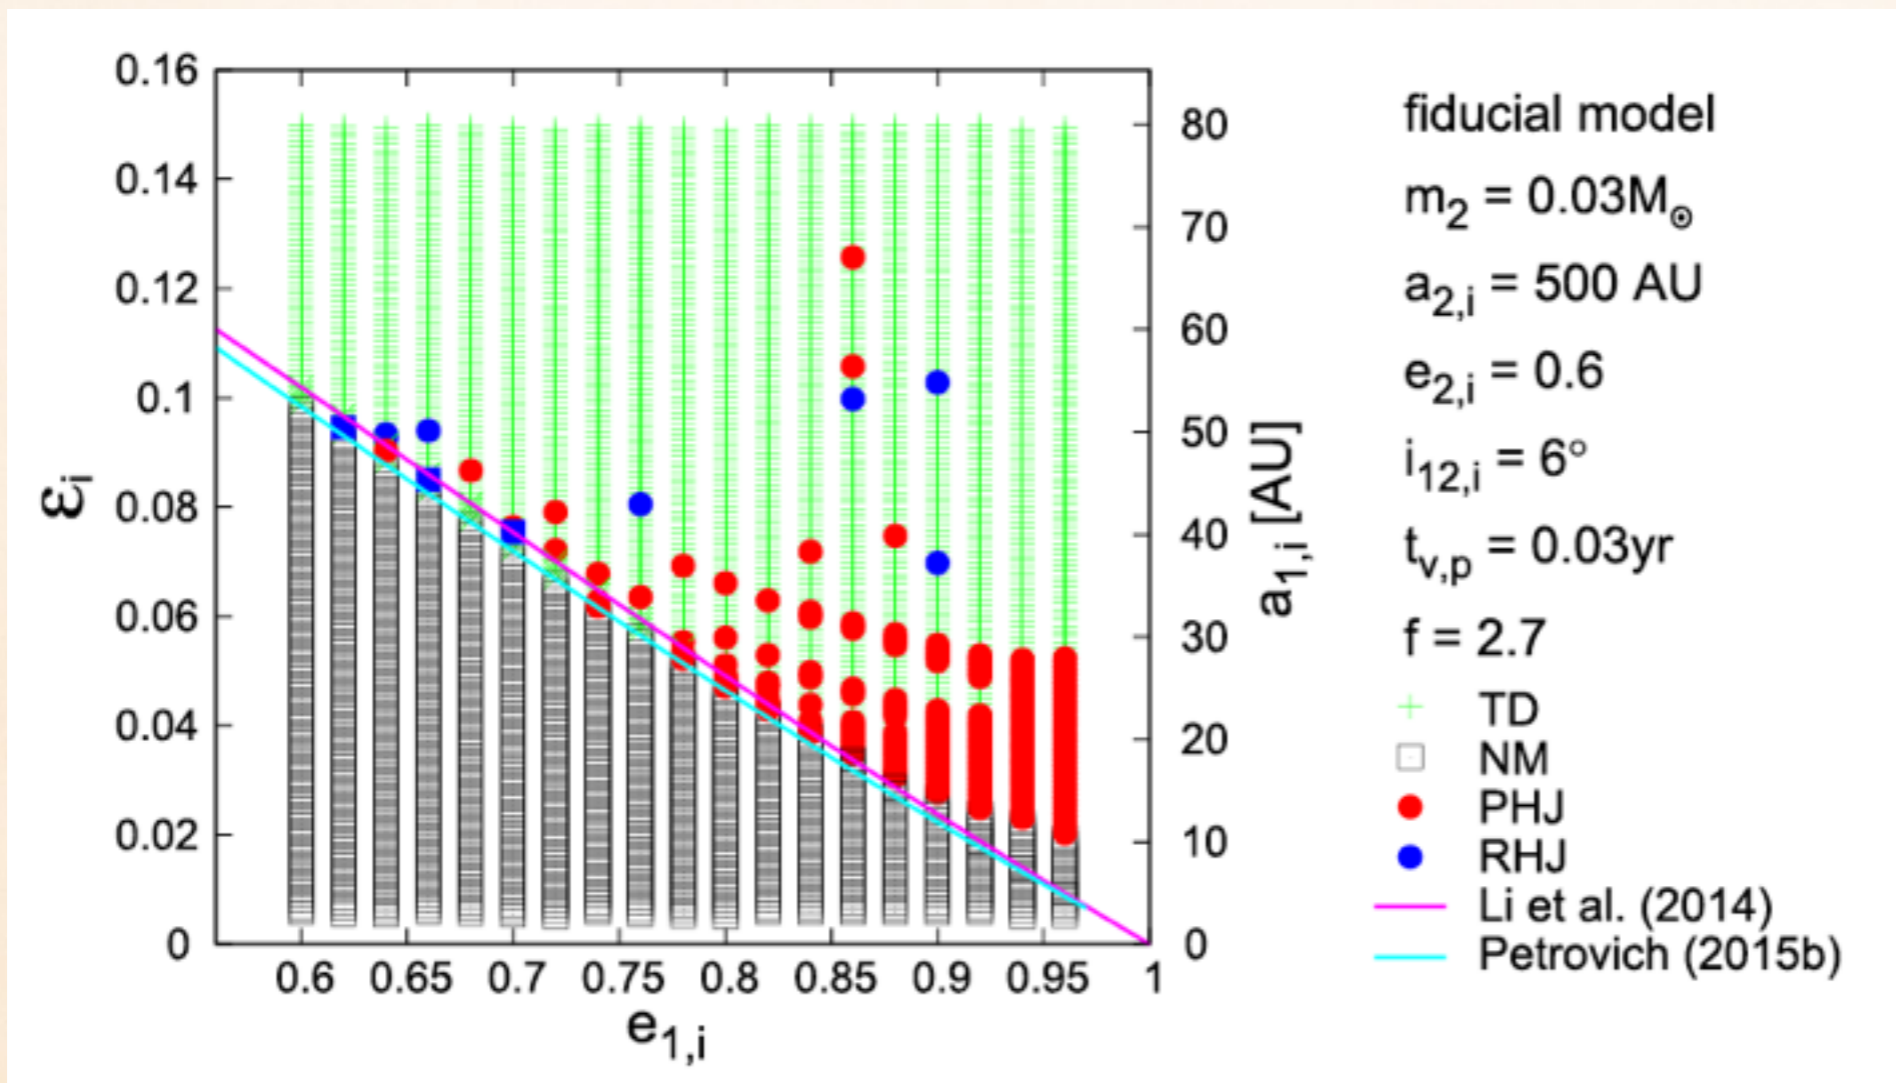 0.16
0.14
0.12
0.1
0.08
0.06
0.04
0.02
0
εi
0.6 0.65 0.7 0.75 0.8 0.85 0.9 0.95 1
e1,i
80
70
60
50
40
30
20
10
0
a1,i [AU]
fiducial model
m2 = 0.03M⊙
a2,i = 500 AU
e2,i = 0.6
i12,i = 6°
tv,p = 0.03yr
f = 2.7
TD
NM
PHJ
RHJ
Li et al. (2014)
Petrovich (2015b)